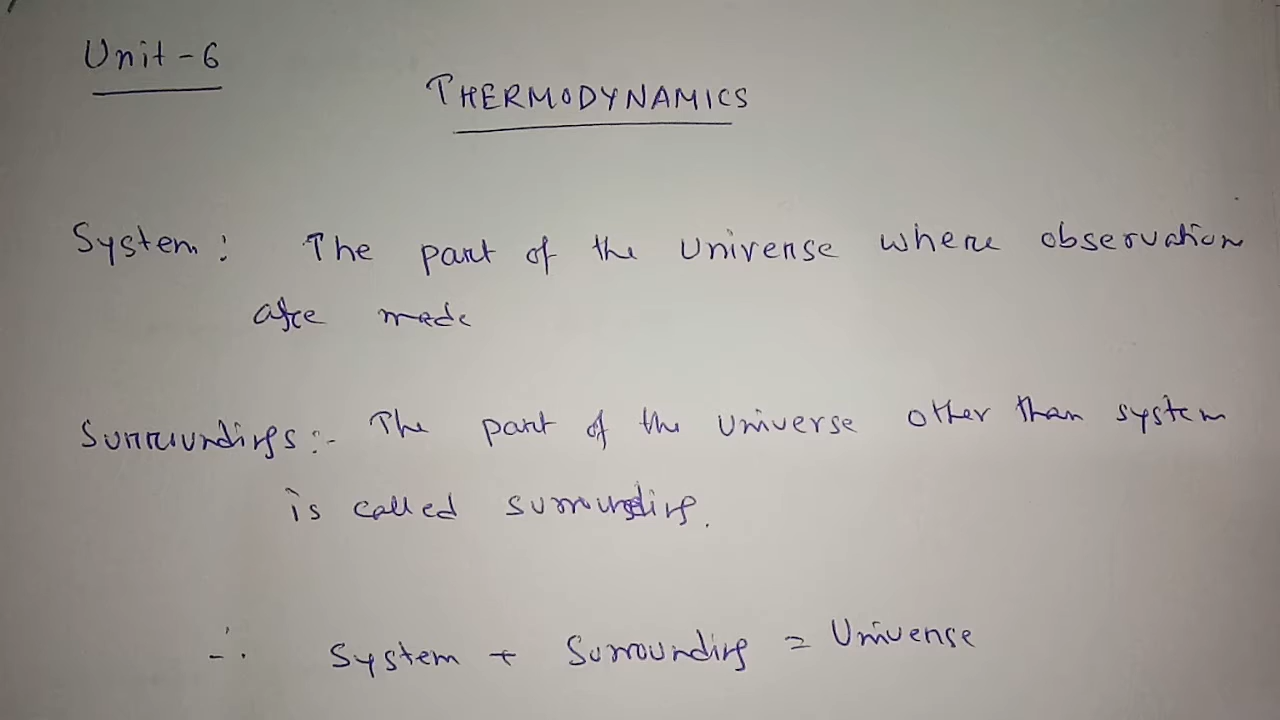 Unit-6
THERMODYNAMICS
System: The part of the Universe where observation
are made
Surroundings:- The part of the universe other than system
is called surrounding.
∴ System + Surrounding = Universe